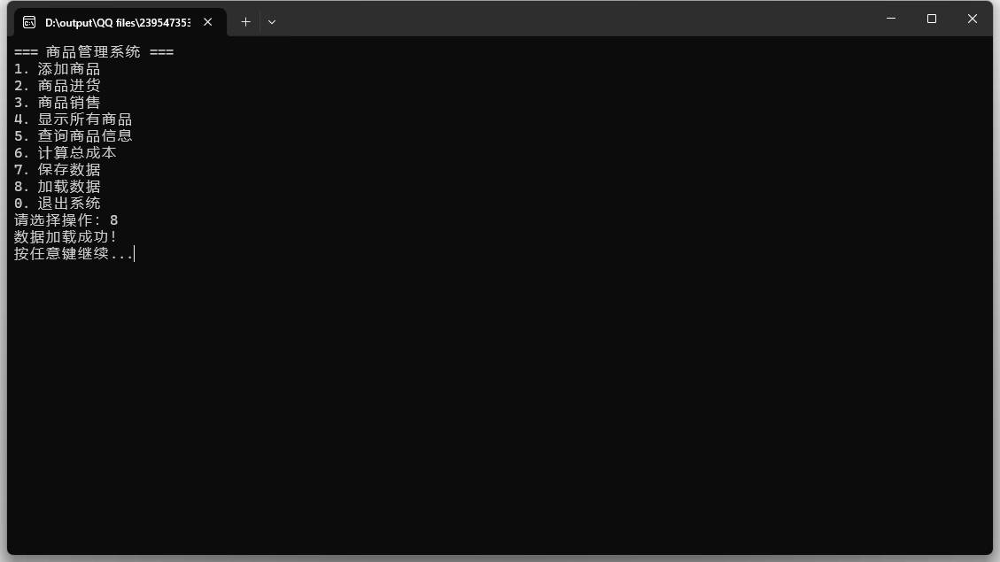 D:\output\QQ files\239547353
=== 商品管理系统 ===
1. 添加商品
2. 商品进货
3. 商品销售
4. 显示所有商品
5. 查询商品信息
6. 计算总成本
7. 保存数据
8. 加载数据
0. 退出系统
请选择操作: 8
数据加载成功!
按任意键继续...